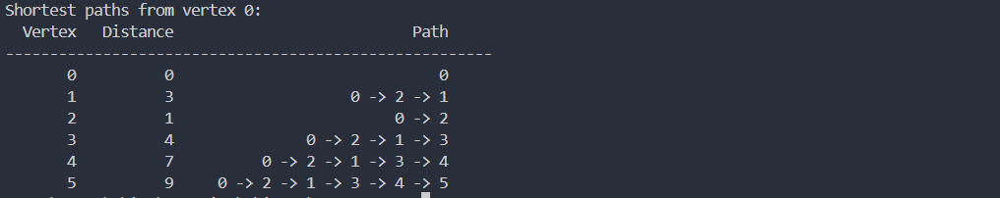 Shortest paths from vertex 0:
Vertex Distance Path
-------------------------------------------------------
0 0 0
1 3 0 -> 2 -> 1
2 1 0 -> 2
3 4 0 -> 2 -> 1 -> 3
4 7 0 -> 2 -> 1 -> 3 -> 4
5 9 0 -> 2 -> 1 -> 3 -> 4 -> 5